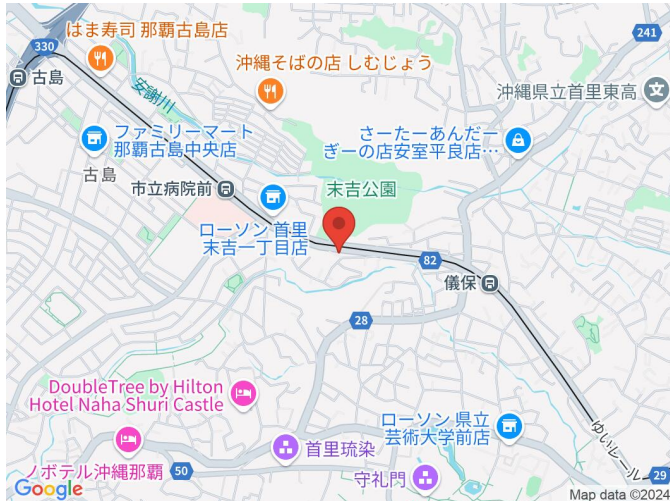 330
はま寿司 那覇古島店
241
古島
安謝川
沖縄そばの店 しむじょう
沖縄県立首里東高
ファミリーマート
那覇古島中央店
さーたーあんだー
ぎーの店安室平良店…
古島
市立病院前
末吉公園
ローソン 首里
末吉一丁目店
82
儀保
28
DoubleTree by Hilton
Hotel Naha Shuri Castle
ローソン 県立
芸術大学前店
ゆいレール
ノボテル沖縄那覇
首里琉染
50
守礼門
29
Google
Map data ©202